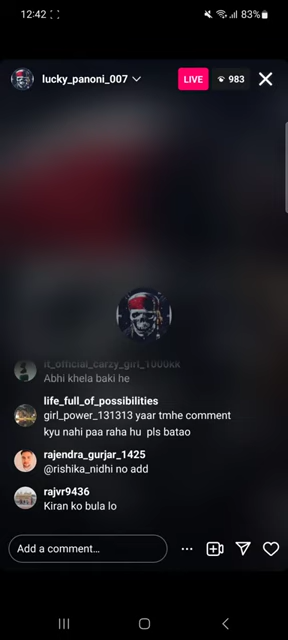 12:42
83%
lucky_panoni_007
LIVE
983
it_official_carzy_girl_1000kk
Abhi khela baki he
life_full_of_possibilities
girl_power_131313 yaar tmhe comment
kyu nahi paa raha hu pls batao
rajendra_gurjar_1425
@rishika_nidhi no add
rajvr9436
Kiran ko bula lo
Add a comment...